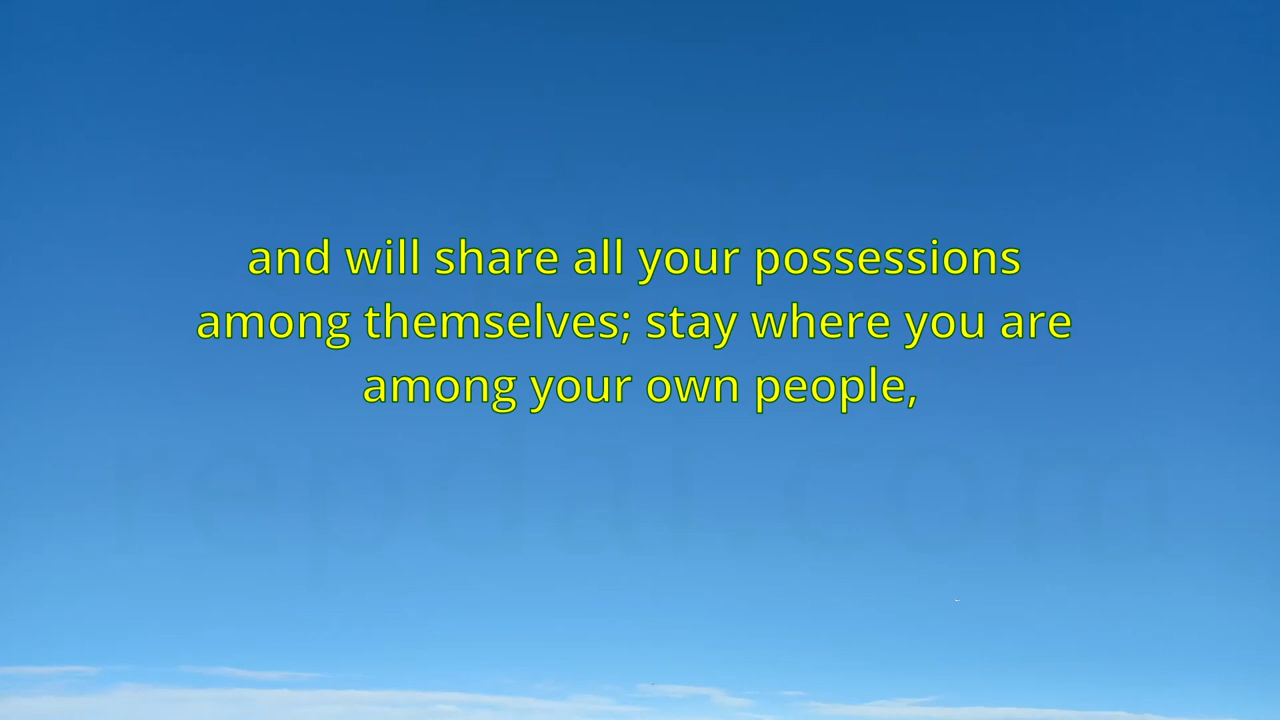 and will share all your possessions
among themselves; stay where you are
among your own people,